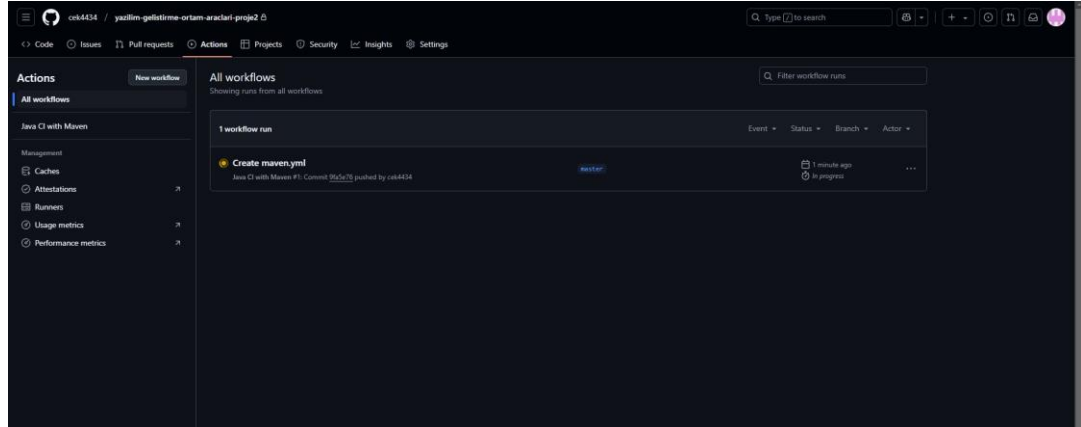 cek4434 / yazilim-gelistirme-ortam-araclari-proje2
Type / to search
Code Issues Pull requests Actions Projects Security Insights Settings
Actions
New workflow
All workflows
Java CI with Maven
Management
Caches
Attestations
Runners
Usage metrics
Performance metrics
All workflows
Showing runs from all workflows
Filter workflow runs
1 workflow run
Event Status Branch Actor
Create maven.yml
Java CI with Maven #1: Commit 9fa5e76 pushed by cek4434
master
1 minute ago
In progress